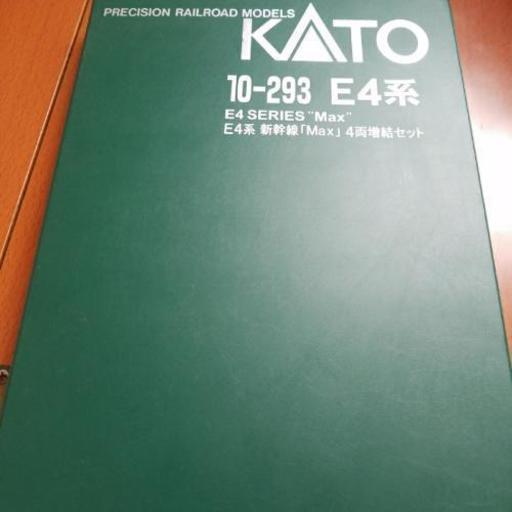 PRECISION RAILROAD MODELS
KATO
10-293 E4系
E4 SERIES "Max"
E4系 新幹線「Max」4両増結セット